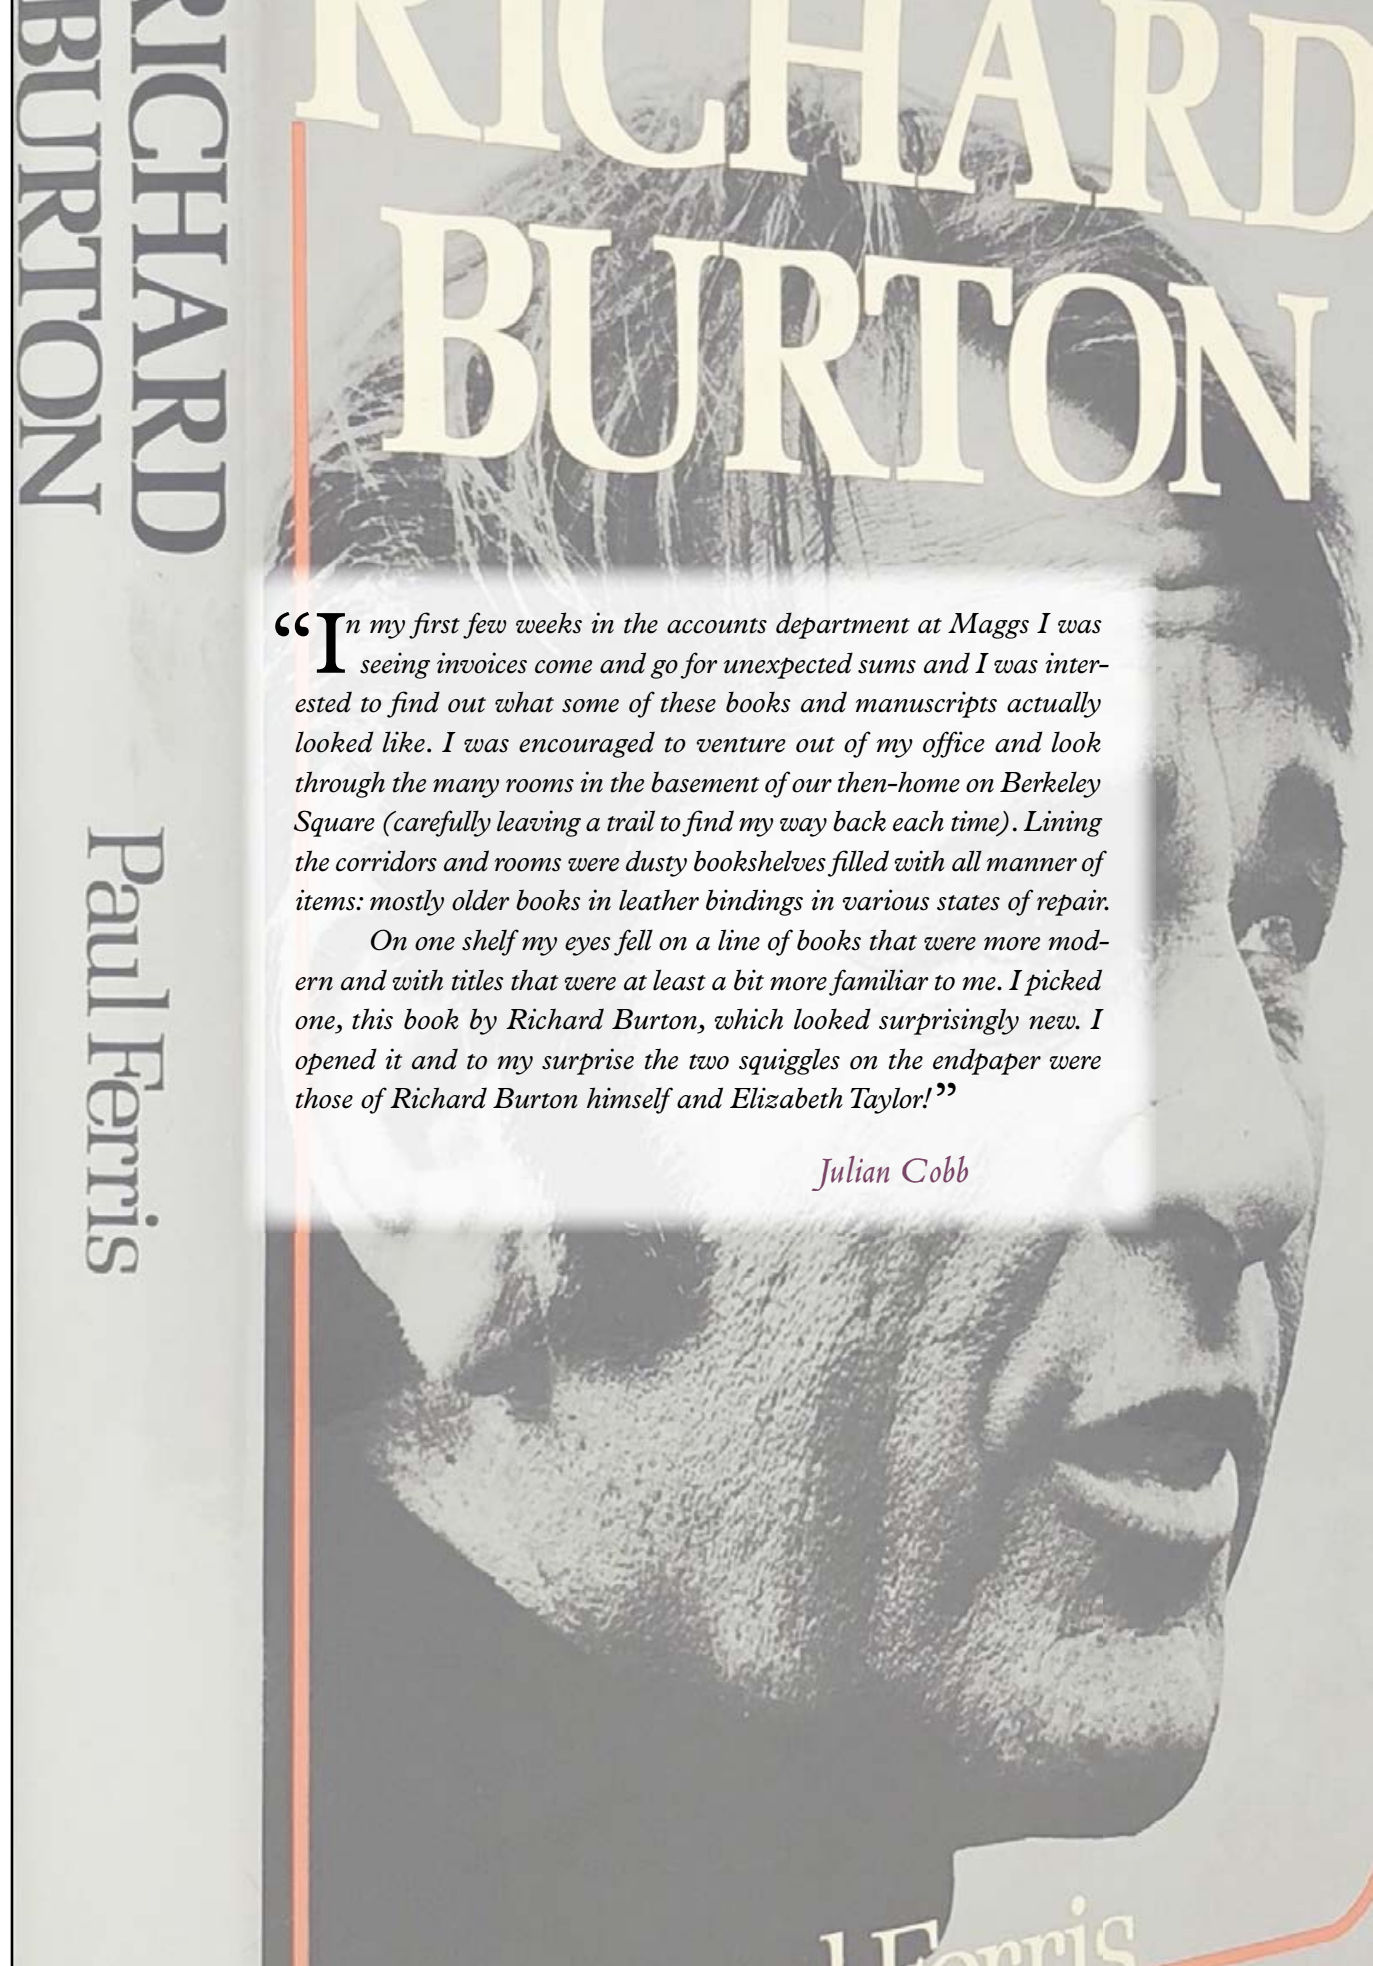 RICHARD
BURTON
Paul Ferris
RICHARD
BURTON
“In my first few weeks in the accounts department at Maggs I was
seeing invoices come and go for unexpected sums and I was inter-
ested to find out what some of these books and manuscripts actually
looked like. I was encouraged to venture out of my office and look
through the many rooms in the basement of our then-home on Berkeley
Square (carefully leaving a trail to find my way back each time). Lining
the corridors and rooms were dusty bookshelves filled with all manner of
items: mostly older books in leather bindings in various states of repair.
On one shelf my eyes fell on a line of books that were more mod-
ern and with titles that were at least a bit more familiar to me. I picked
one, this book by Richard Burton, which looked surprisingly new. I
opened it and to my surprise the two squiggles on the endpaper were
those of Richard Burton himself and Elizabeth Taylor!”
Julian Cobb
Ferris